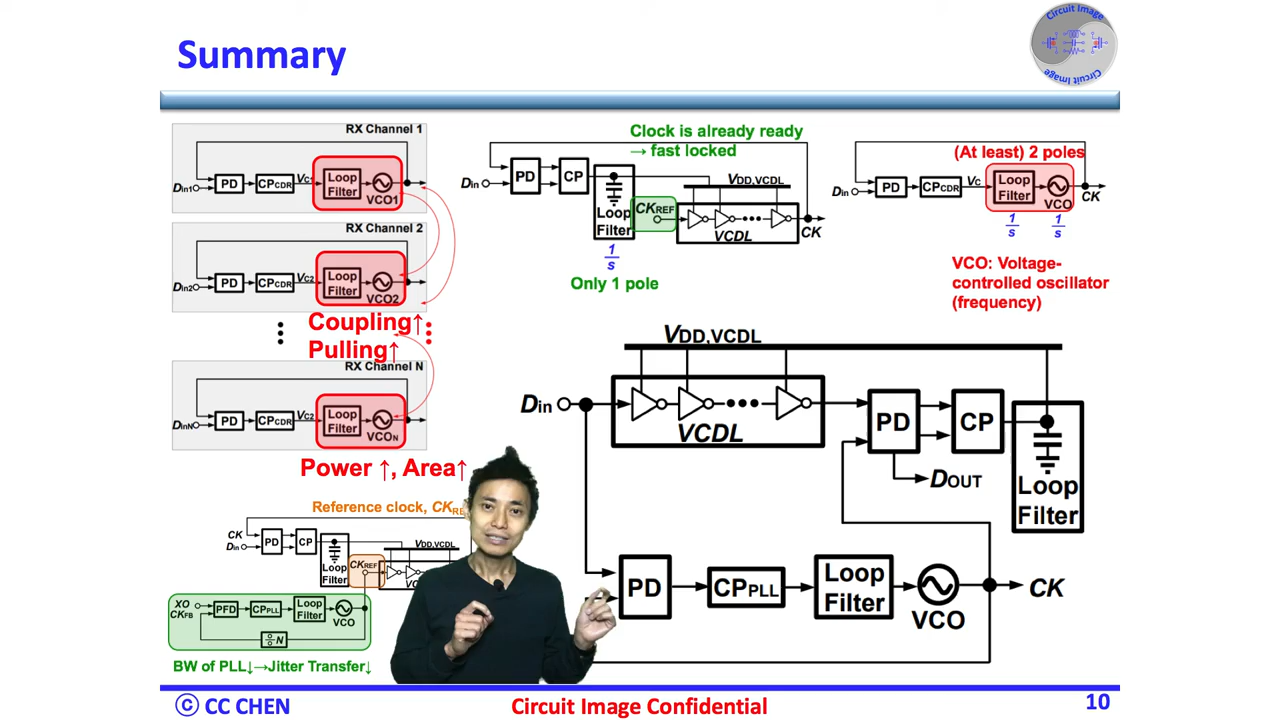 Summary
Circuit Image
Circuit Image
RX Channel 1
Din1
PD
CPCDR
VC1
Loop
Filter
VCO1
RX Channel 2
Din2
PD
CPCDR
VC2
Loop
Filter
VCO2
Coupling↑
Pulling↑
RX Channel N
DinN
PD
CPCDR
VC2
Loop
Filter
VCON
Power ↑, Area↑
Clock is already ready
→ fast locked
Din
PD
CP
Loop
Filter
CKREF
VDD,VCDL
VCDL
CK
1
s
Only 1 pole
(At least) 2 poles
Din
PD
CPCDR
VC
Loop
Filter
VCO
CK
1
s
1
s
VCO: Voltage-
controlled oscillator
(frequency)
VDD,VCDL
Din
VCDL
PD
CP
DOUT
Loop
Filter
PD
CPPLL
Loop
Filter
VCO
CK
Reference clock,
CK
Din
PD
CP
Loop
Filter
CKREF
VDD,VCDL
XO
CKFB
PFD
CPPLL
Loop
Filter
VCO
÷N
BW of PLL↓→Jitter Transfer↓
© CC CHEN
Circuit Image Confidential
10